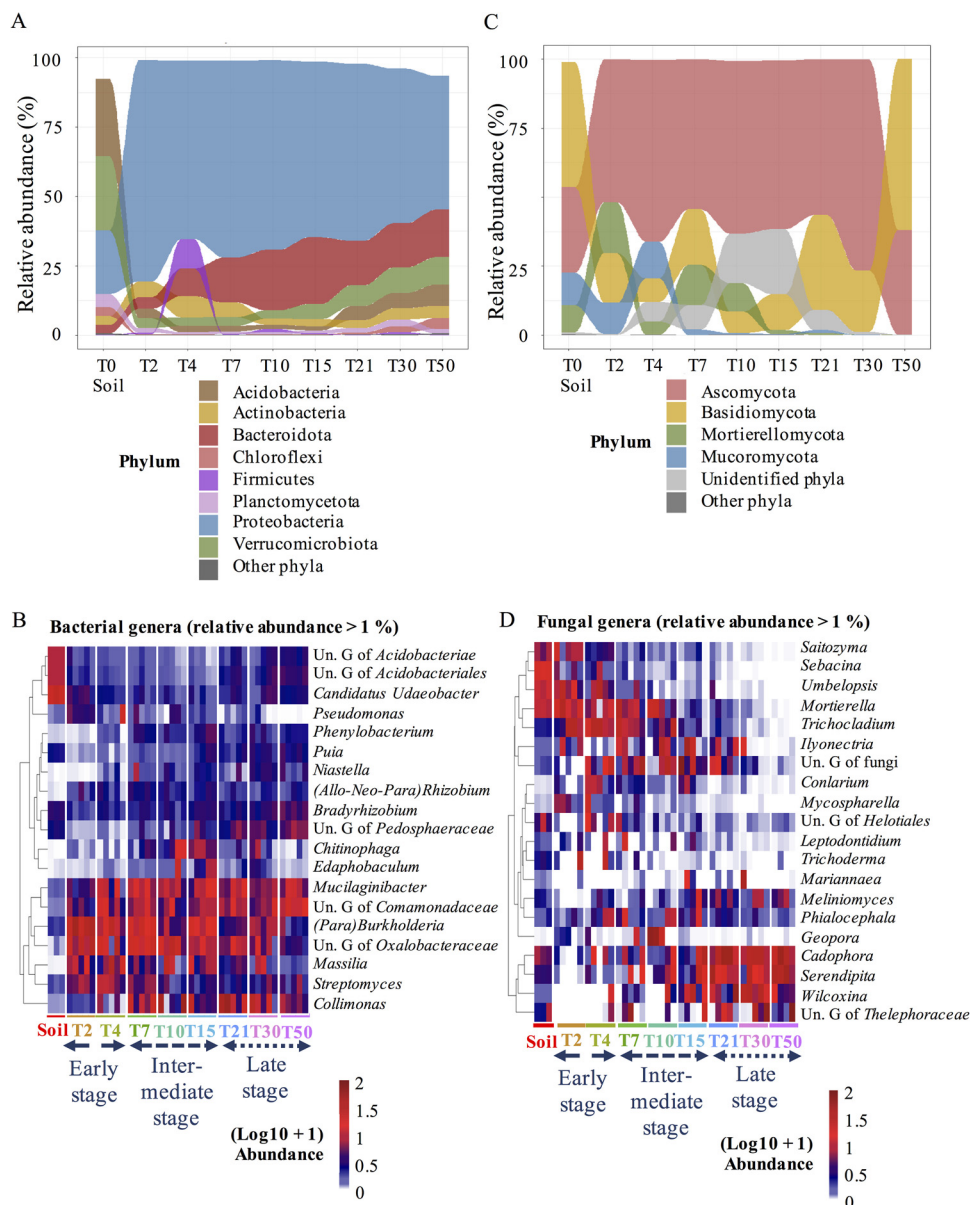 A
Relative abundance (%)
100
75
50
25
0
T0 T2 T4 T7 T10 T15 T21 T30 T50
Soil
Phylum
Acidobacteria
Actinobacteria
Bacteroidota
Chloroflexi
Firmicutes
Planctomycetota
Proteobacteria
Verrucomicrobiota
Other phyla
C
Relative abundance (%)
100
75
50
25
0
T0 T2 T4 T7 T10 T15 T21 T30 T50
Soil
Phylum
Ascomycota
Basidiomycota
Mortierellomycota
Mucoromycota
Unidentified phyla
Other phyla
B
Bacterial genera (relative abundance > 1 %)
Un. G of Acidobacteriae
Un. G of Acidobacteriales
Candidatus Udaeobacter
Pseudomonas
Phenylobacterium
Puia
Niastella
(Allo-Neo-Para)Rhizobium
Bradyrhizobium
Un. G of Pedosphaeraceae
Chitinophaga
Edaphobaculum
Mucilaginibacter
Un. G of Comamonadaceae
(Para)Burkholderia
Un. G of Oxalobacteraceae
Massilia
Streptomyces
Collimonas
Soil T2 T4 T7 T10 T15 T21 T30 T50
Early
stage
Inter-
mediate
stage
Late
stage
(Log10 + 1)
Abundance
2
1.5
1
0.5
0
D
Fungal genera (relative abundance > 1 %)
Saitozyma
Sebacina
Umbelopsis
Mortierella
Trichocladium
Ilyonectria
Un. G of fungi
Conlarium
Mycospharella
Un. G of Helotiales
Leptodontidium
Trichoderma
Mariannaea
Meliniomyces
Phialocephala
Geopora
Cadophora
Serendipita
Wilcoxina
Un. G of Thelephoraceae
Soil T2 T4 T7 T10 T15 T21 T30 T50
Early
stage
Inter-
mediate
stage
Late
stage
(Log10 + 1)
Abundance
2
1.5
1
0.5
0